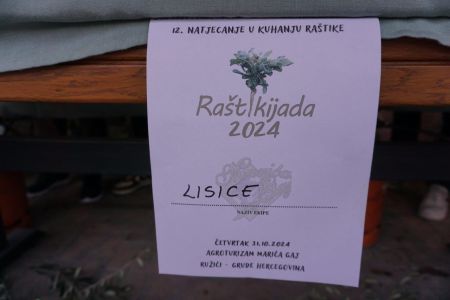 12. NATJECANJE U KUHANJU RAŠTIKE
Raštikijada
2024
LISICE
NAZIV EKIPE
ČETVRTAK 31.10.2024
AGROTURIZAM MARIĆA GAJ
RUŽIĆI - GRUDE HERCEGOVINA